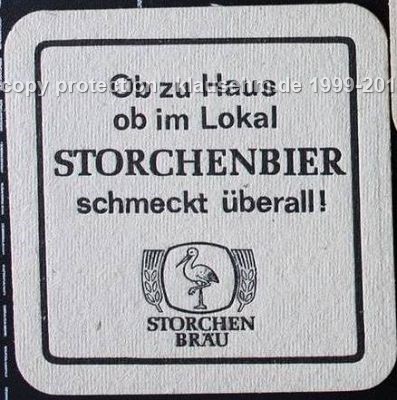 Ob zu Haus
ob im Lokal
STORCHENBIER
schmeckt überall!
STORCHEN
BRÄU